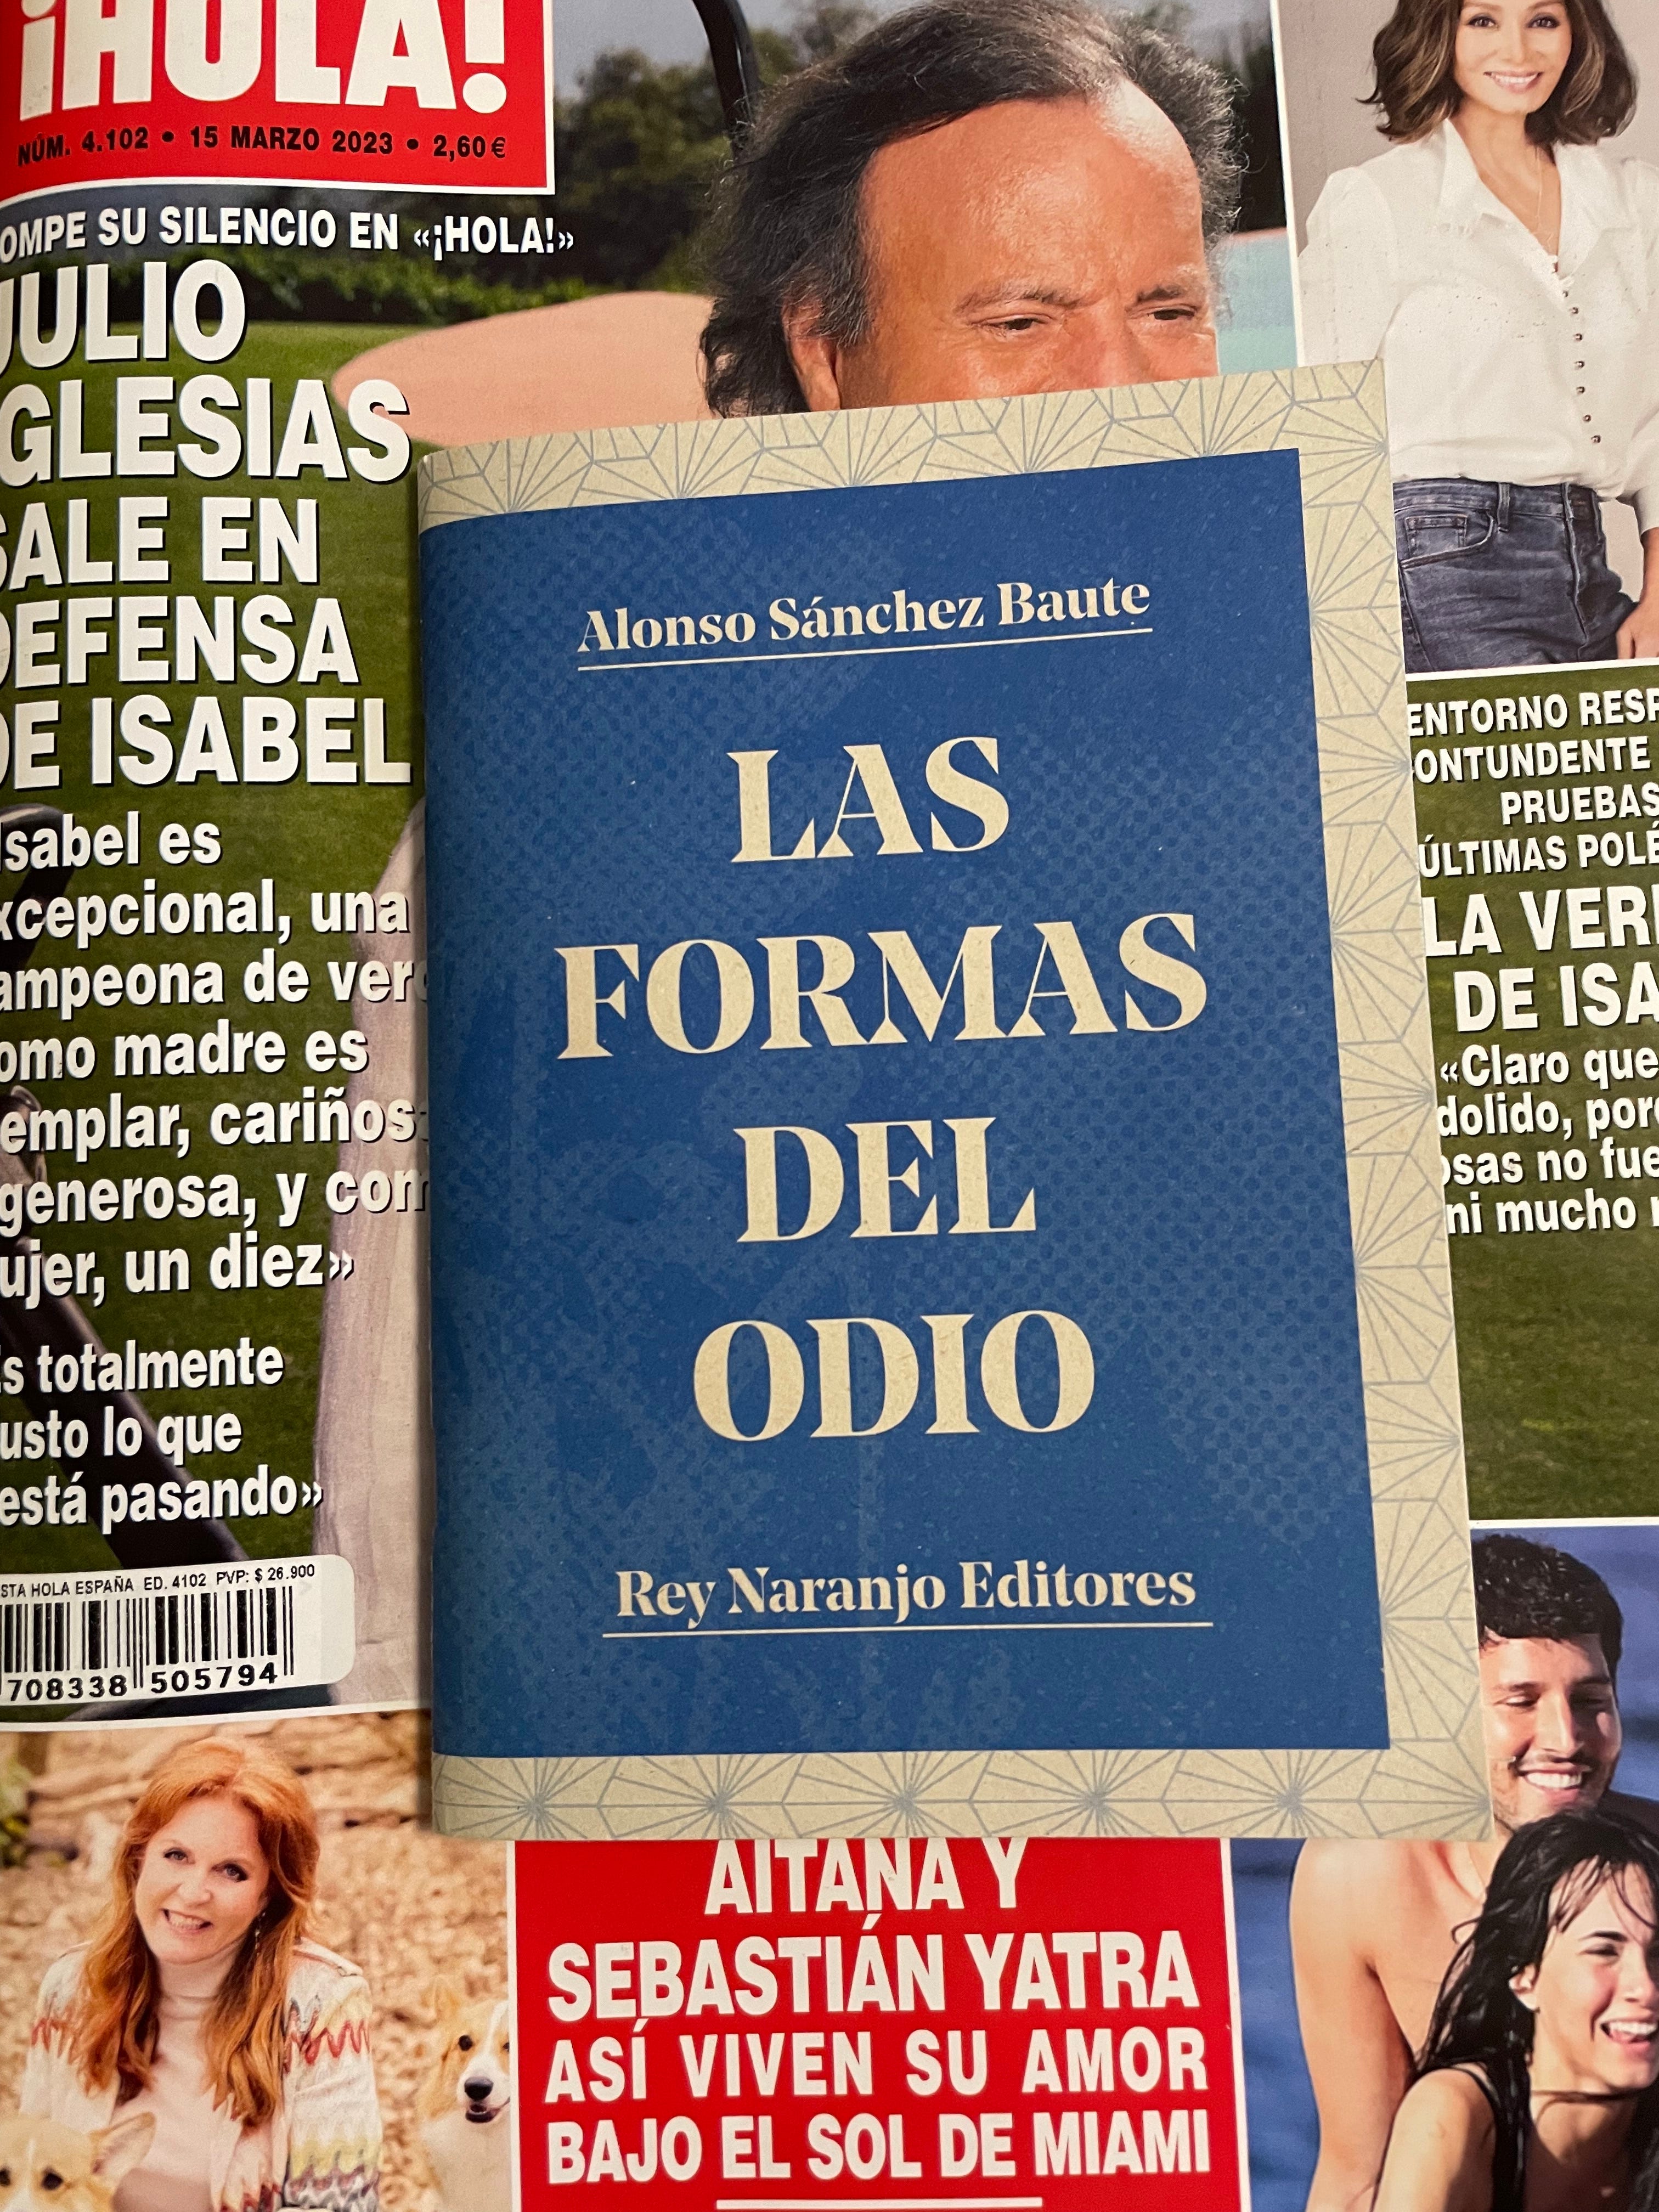 ¡HOLA!
NÚM. 4.102 • 15 MARZO 2023 • 2,60 €
OMPE SU SILENCIO EN «¡HOLA!»
JULIO
IGLESIAS
SALE EN
DEFENSA
DE ISABEL
Isabel es
xcepcional, una
ampeona de ver
omo madre es
emplar, cariños
generosa, y com
ujer, un diez»
Es totalmente
usto lo que
está pasando»
STA HOLA ESPAÑA ED. 4102 PVP: $ 26.900
708338 505794
Alonso Sánchez Baute
LAS
FORMAS
DEL
ODIO
Rey Naranjo Editores
ENTORNO RESP
ONTUNDENTE
PRUEBAS
ÚLTIMAS POLÉ
LA VER
DE ISA
«Claro que
dolido, porq
osas no fue
ni mucho
AITANA Y
SEBASTIÁN YATRA
ASÍ VIVEN SU AMOR
BAJO EL SOL DE MIAMI